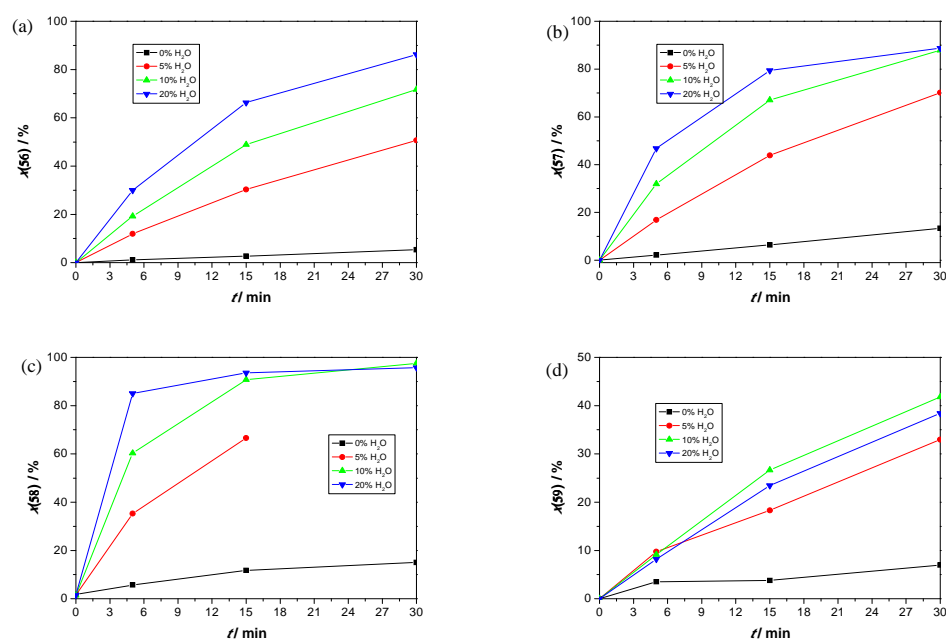 (a)
0% H₂O
5% H₂O
10% H₂O
20% H₂O
x(56) / %
80
60
40
20
0
0 3 6 9 12 15 18 21 24 27 30
t / min
(b)
0% H₂O
5% H₂O
10% H₂O
20% H₂O
x(57) / %
80
60
40
20
0
0 3 6 9 12 15 18 21 24 27 30
t / min
(c)
0% H₂O
5% H₂O
10% H₂O
20% H₂O
x(58) / %
100
80
60
40
20
0
0 3 6 9 12 15 18 21 24 27 30
t / min
(d)
0% H₂O
5% H₂O
10% H₂O
20% H₂O
x(59) / %
50
40
30
20
10
0
0 3 6 9 12 15 18 21 24 27 30
t / min